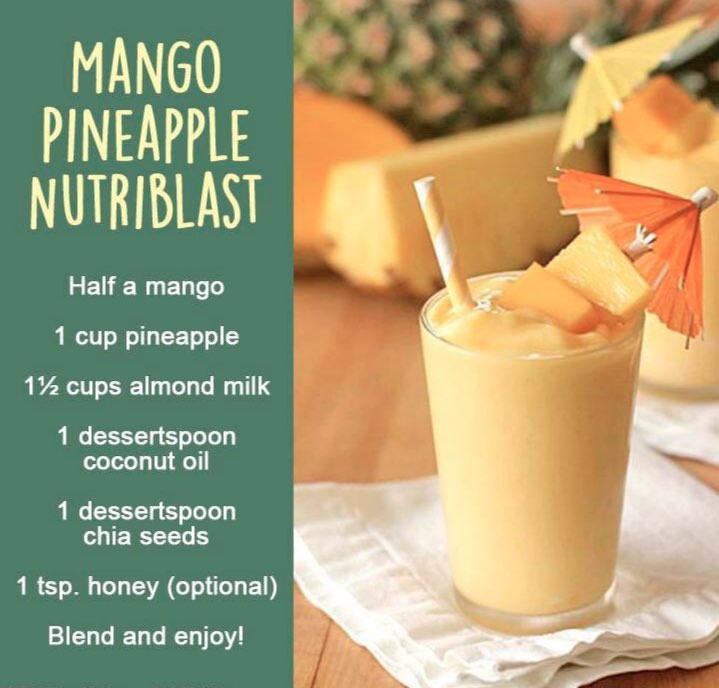 MANGO
PINEAPPLE
NUTRIBLAST
Half a mango
1 cup pineapple
1½ cups almond milk
1 dessertspoon
coconut oil
1 dessertspoon
chia seeds
1 tsp. honey (optional)
Blend and enjoy!